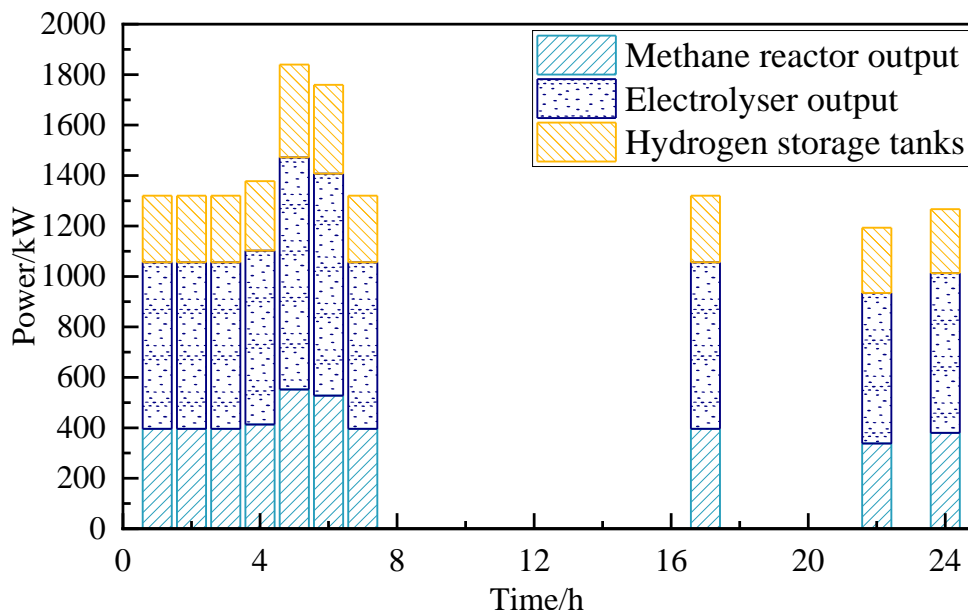 2000
1800
1600
1400
1200
1000
800
600
400
200
0
Power/kW
Methane reactor output
Electrolyser output
Hydrogen storage tanks
0 4 8 12 16 20 24
Time/h